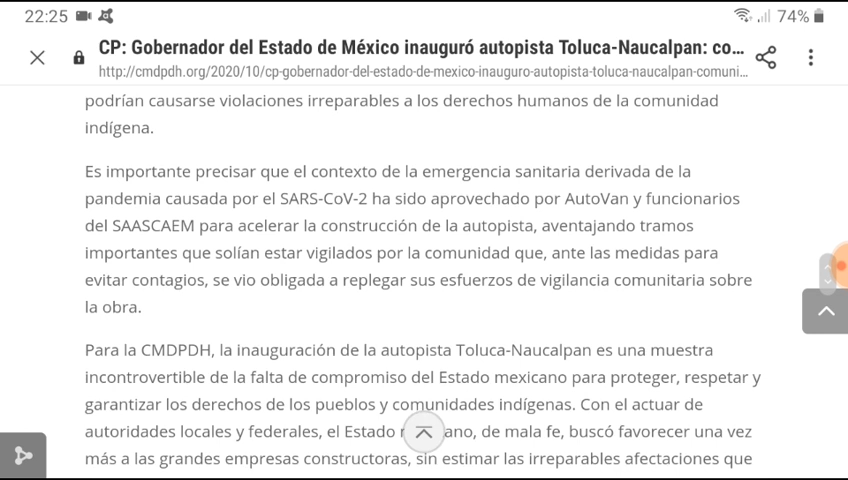 22:25
74%
CP: Gobernador del Estado de México inauguró autopista Toluca-Naucalpan: co...
http://cmdpdh.org/2020/10/cp-gobernador-del-estado-de-mexico-inauguro-autopista-toluca-naucalpan-comuni...
podrían causarse violaciones irreparables a los derechos humanos de la comunidad
indígena.
Es importante precisar que el contexto de la emergencia sanitaria derivada de la
pandemia causada por el SARS-CoV-2 ha sido aprovechado por AutoVan y funcionarios
del SAASCAEM para acelerar la construcción de la autopista, aventajando tramos
importantes que solían estar vigilados por la comunidad que, ante las medidas para
evitar contagios, se vio obligada a replegar sus esfuerzos de vigilancia comunitaria sobre
la obra.
Para la CMDPDH, la inauguración de la autopista Toluca-Naucalpan es una muestra
incontrovertible de la falta de compromiso del Estado mexicano para proteger, respetar y
garantizar los derechos de los pueblos y comunidades indígenas. Con el actuar de
autoridades locales y federales, el Estado de mala fe, buscó favorecer una vez
más a las grandes empresas constructoras, sin estimar las irreparables afectaciones que